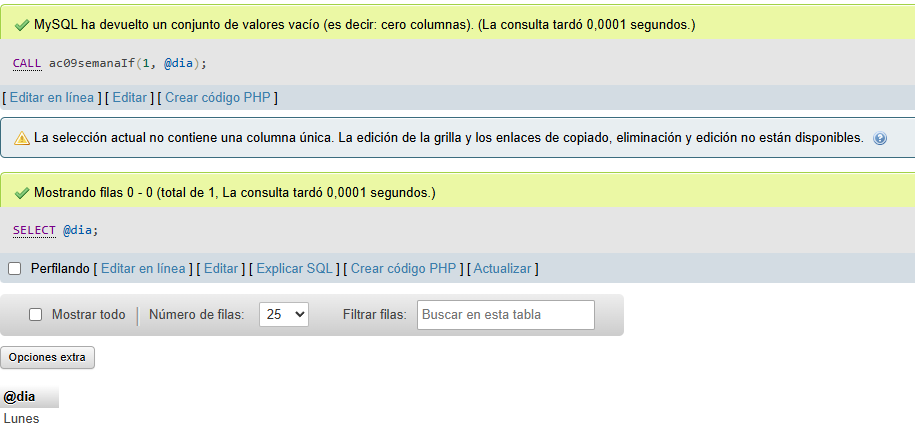 MySQL ha devuelto un conjunto de valores vacío (es decir: cero columnas). (La consulta tardó 0,0001 segundos.)
CALL ac09semanaIf(1, @dia);
[ Editar en línea ] [ Editar ] [ Crear código PHP ]
La selección actual no contiene una columna única. La edición de la grilla y los enlaces de copiado, eliminación y edición no están disponibles.
Mostrando filas 0 - 0 (total de 1, La consulta tardó 0,0001 segundos.)
SELECT @dia;
Perfilando [ Editar en línea ] [ Editar ] [ Explicar SQL ] [ Crear código PHP ] [ Actualizar ]
Mostrar todo | Número de filas: 25 Filtrar filas: Buscar en esta tabla
Opciones extra
@dia
Lunes